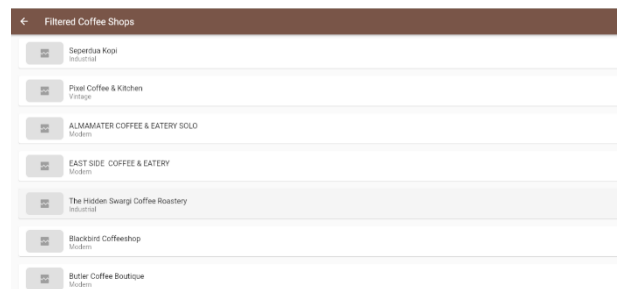 Filtered Coffee Shops
Seperdua Kopi
Industrial
Pixel Coffee & Kitchen
Vintage
ALMAMATER COFFEE & EATERY SOLO
Modern
EAST SIDE  COFFEE & EATERY
Modern
The Hidden Swargi Coffee Roastery
Industrial
Blackbird Coffeeshop
Modern
Butler Coffee Boutique
Modern